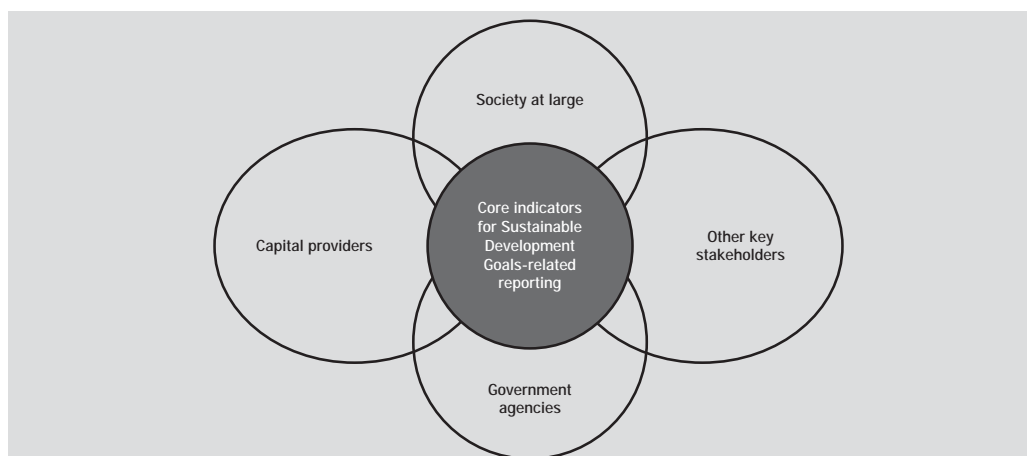 Society at large
Capital providers
Core indicators
for Sustainable
Development
Goals-related
reporting
Other key
stakeholders
Government
agencies